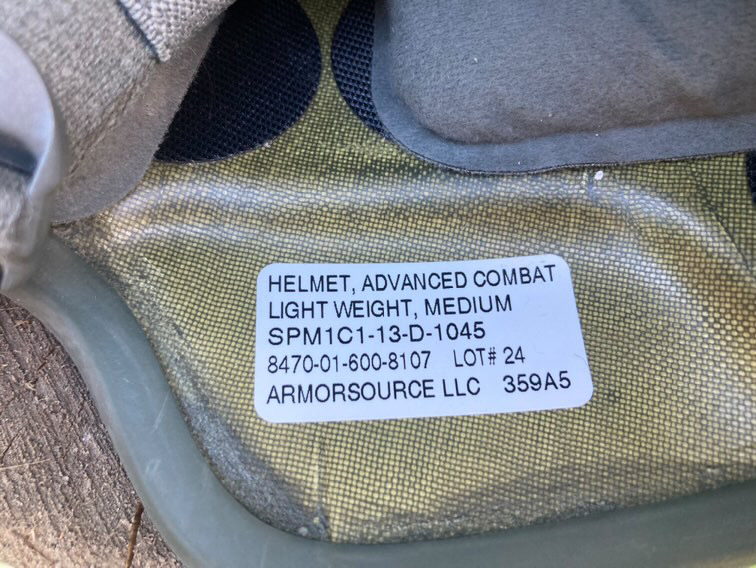 HELMET, ADVANCED COMBAT
LIGHT WEIGHT, MEDIUM
SPM1C1-13-D-1045
8470-01-600-8107 LOT# 24
ARMORSOURCE LLC 359A5